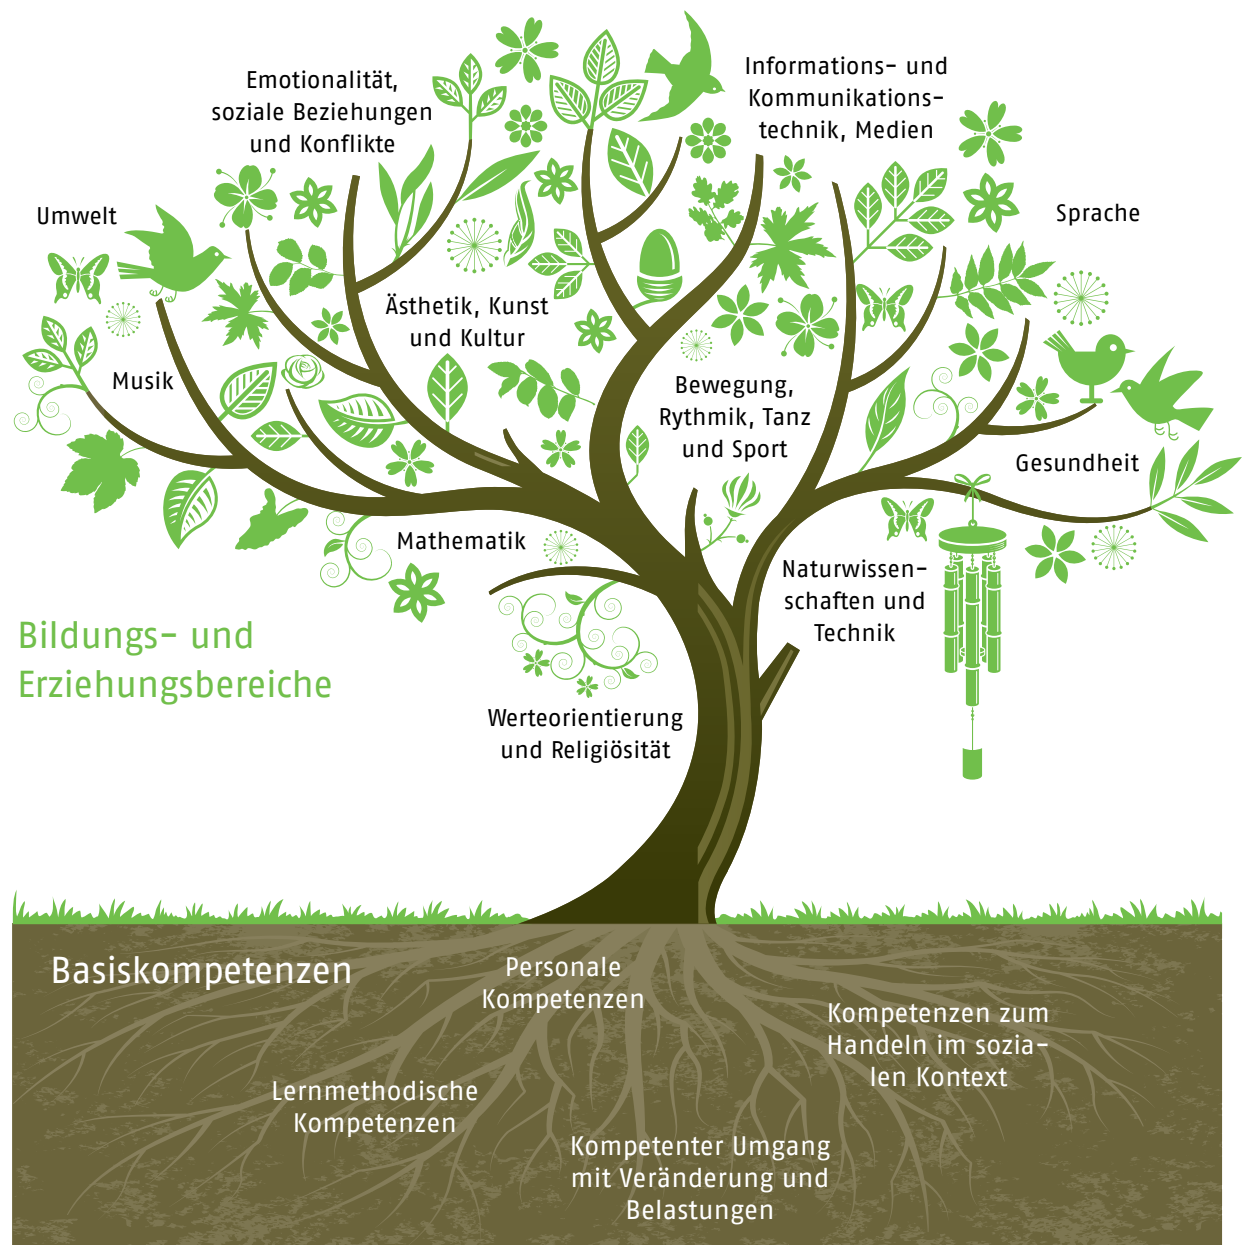 Emotionalität,
soziale Beziehungen
und Konflikte
Informations- und
Kommunikations-
technik, Medien
Umwelt
Sprache
Ästhetik, Kunst
und Kultur
Musik
Bewegung,
Rythmik, Tanz
und Sport
Gesundheit
Mathematik
Naturwissen-
schaften und
Technik
Bildungs- und
Erziehungsbereiche
Werteorientierung
und Religiösität
Basiskompetenzen
Personale
Kompetenzen
Kompetenzen zum
Handeln im sozia-
len Kontext
Lernmethodische
Kompetenzen
Kompetenter Umgang
mit Veränderung und
Belastungen